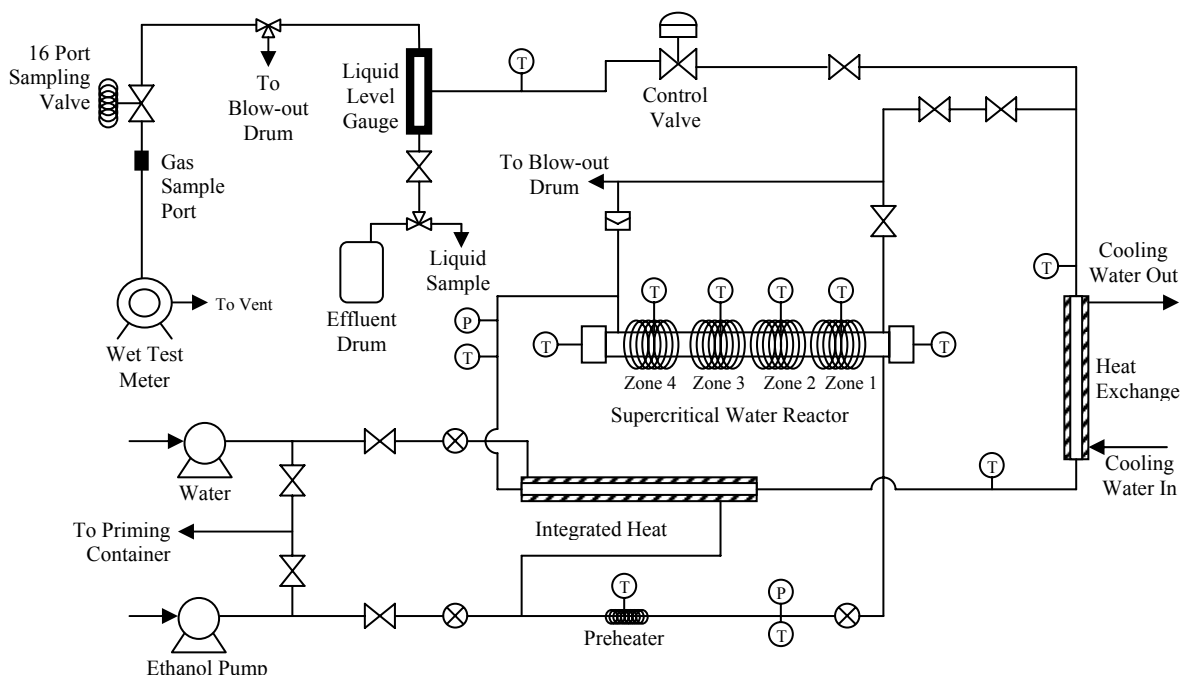 16 Port
Sampling
Valve
To
Blow-out
Drum
Liquid
Level
Gauge
T
Control
Valve
Gas
Sample
Port
To Blow-out
Drum
Liquid
Sample
Effluent
Drum
To Vent
Wet Test
Meter
P
T
T
T
T
T
T
T
Zone 4
Zone 3
Zone 2
Zone 1
Supercritical Water Reactor
T
Cooling
Water Out
Heat
Exchange
Cooling
Water In
T
Water
Integrated Heat
To Priming
Container
T
Preheater
P
T
Ethanol Pump